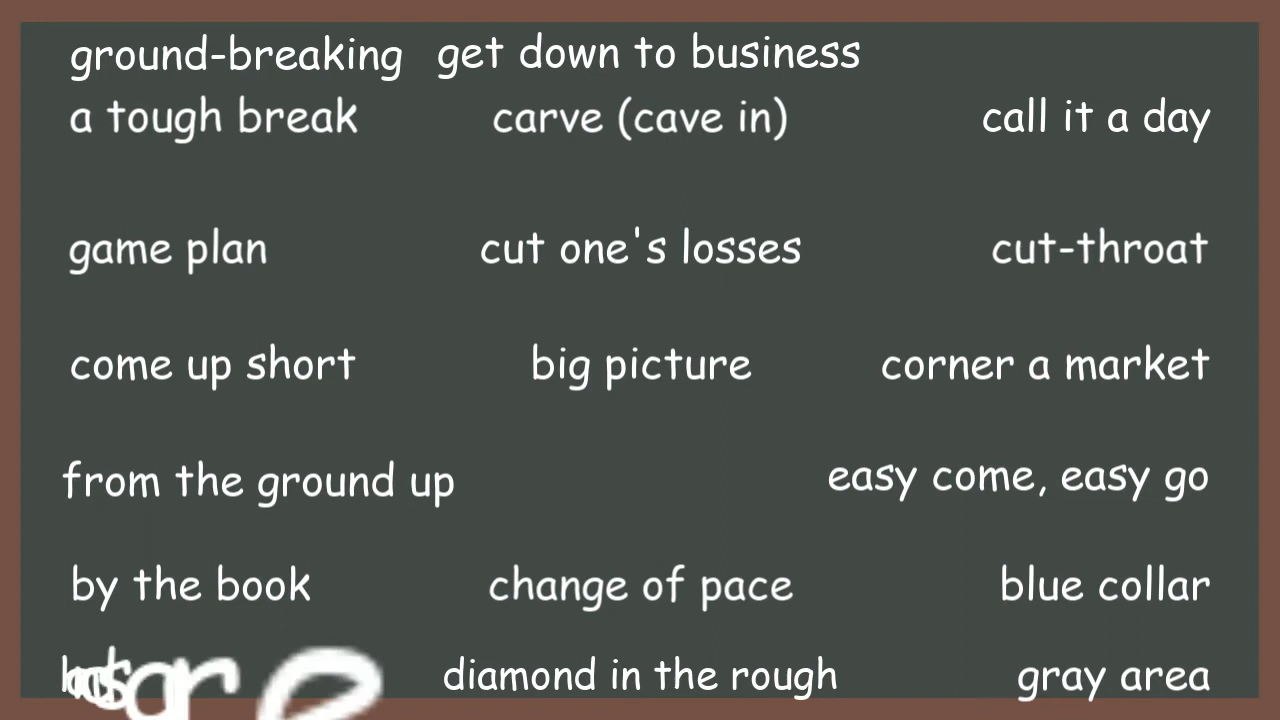 ground-breaking get down to business
a tough break carve (cave in) call it a day
game plan cut one's losses cut-throat
come up short big picture corner a market
from the ground up easy come, easy go
by the book change of pace blue collar
diamond in the rough gray area